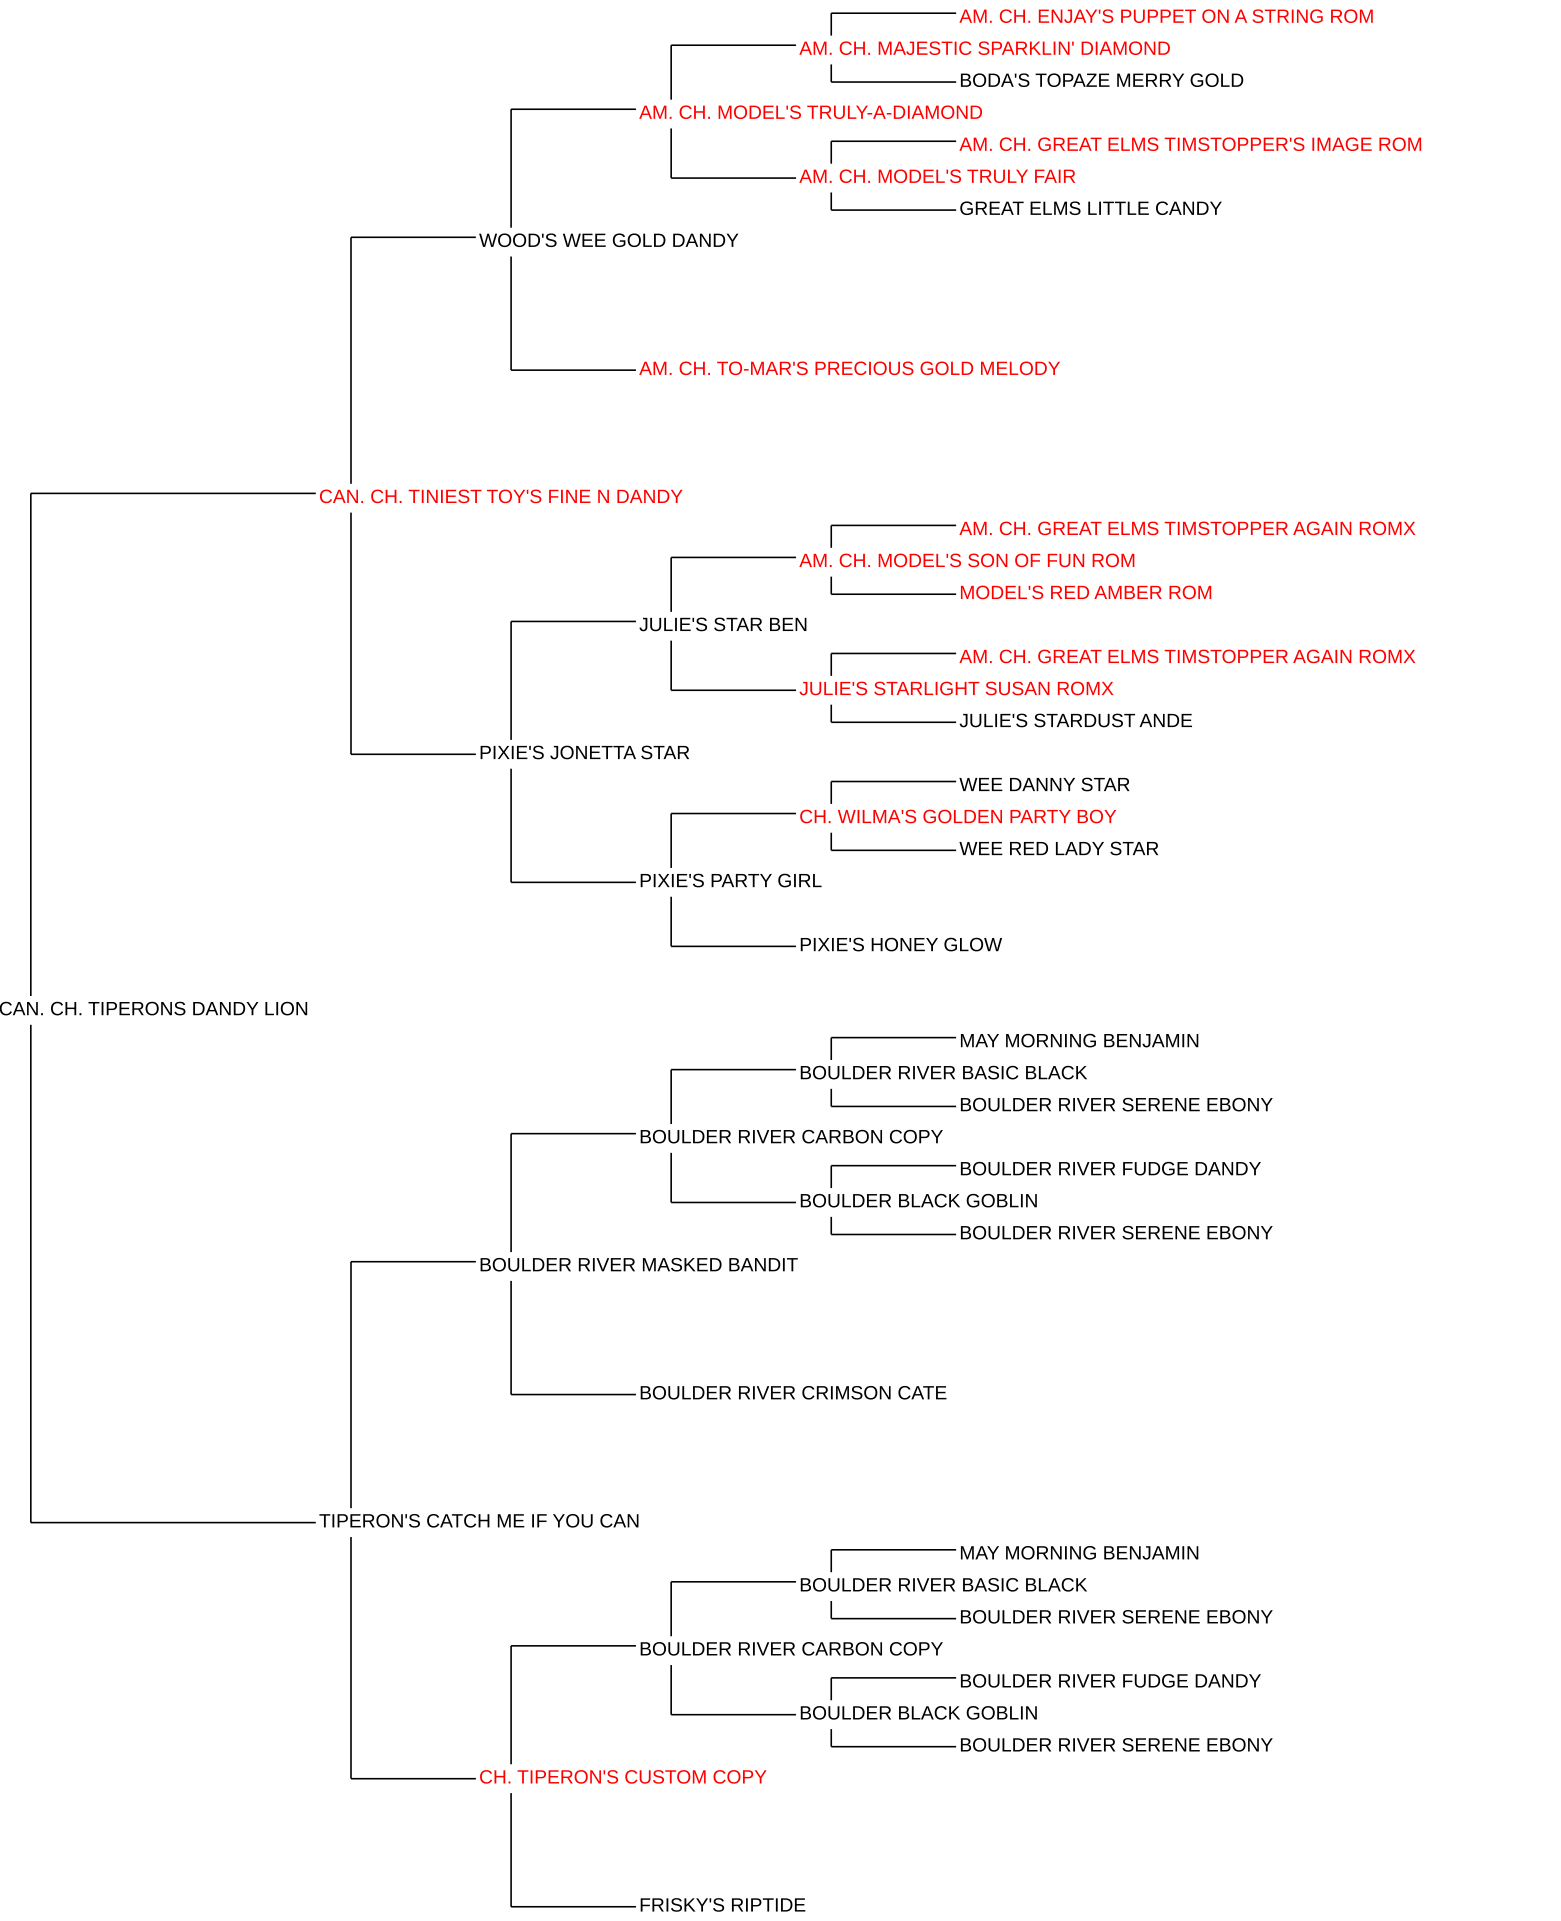 AM. CH. ENJAY'S PUPPET ON A STRING ROM
AM. CH. MAJESTIC SPARKLIN' DIAMOND
BODA'S TOPAZE MERRY GOLD
AM. CH. MODEL'S TRULY-A-DIAMOND
AM. CH. GREAT ELMS TIMSTOPPER'S IMAGE ROM
AM. CH. MODEL'S TRULY FAIR
GREAT ELMS LITTLE CANDY
WOOD'S WEE GOLD DANDY
AM. CH. TO-MAR'S PRECIOUS GOLD MELODY
CAN. CH. TINIEST TOY'S FINE N DANDY
AM. CH. GREAT ELMS TIMSTOPPER AGAIN ROMX
AM. CH. MODEL'S SON OF FUN ROM
MODEL'S RED AMBER ROM
JULIE'S STAR BEN
AM. CH. GREAT ELMS TIMSTOPPER AGAIN ROMX
JULIE'S STARLIGHT SUSAN ROMX
JULIE'S STARDUST ANDE
PIXIE'S JONETTA STAR
WEE DANNY STAR
CH. WILMA'S GOLDEN PARTY BOY
WEE RED LADY STAR
PIXIE'S PARTY GIRL
PIXIE'S HONEY GLOW
CAN. CH. TIPERONS DANDY LION
MAY MORNING BENJAMIN
BOULDER RIVER BASIC BLACK
BOULDER RIVER SERENE EBONY
BOULDER RIVER CARBON COPY
BOULDER RIVER FUDGE DANDY
BOULDER BLACK GOBLIN
BOULDER RIVER SERENE EBONY
BOULDER RIVER MASKED BANDIT
BOULDER RIVER CRIMSON CATE
TIPERON'S CATCH ME IF YOU CAN
MAY MORNING BENJAMIN
BOULDER RIVER BASIC BLACK
BOULDER RIVER SERENE EBONY
BOULDER RIVER CARBON COPY
BOULDER RIVER FUDGE DANDY
BOULDER BLACK GOBLIN
BOULDER RIVER SERENE EBONY
CH. TIPERON'S CUSTOM COPY
FRISKY'S RIPTIDE